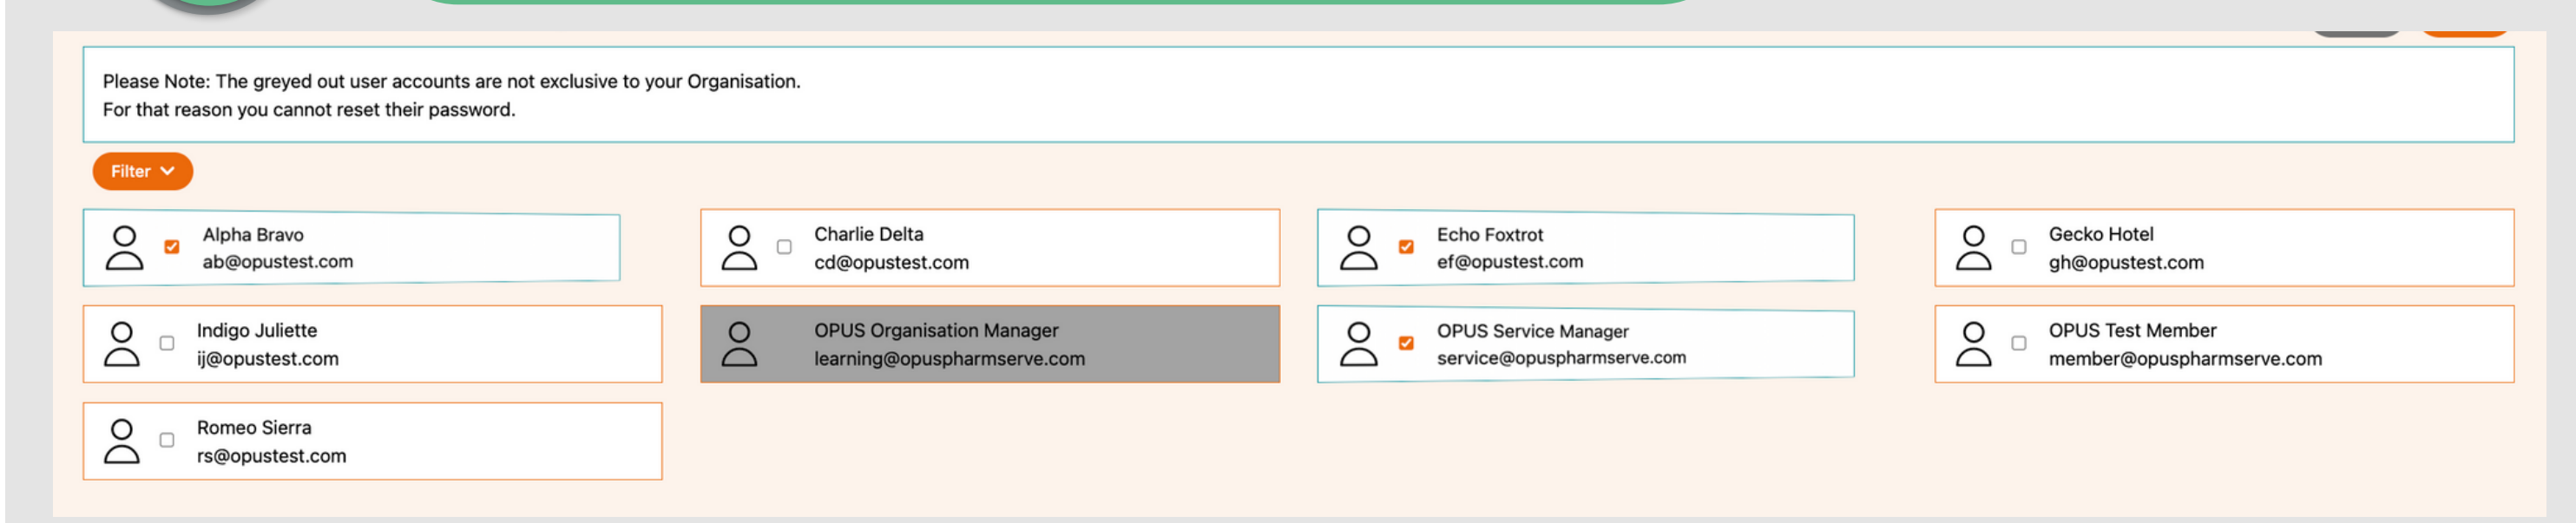 Please Note: The greyed out user accounts are not exclusive to your Organisation.
For that reason you cannot reset their password.
Filter
Alpha Bravo
ab@opustest.com
Charlie Delta
cd@opustest.com
Echo Foxtrot
ef@opustest.com
Gecko Hotel
gh@opustest.com
Indigo Juliette
ij@opustest.com
OPUS Organisation Manager
learning@opuspharmserve.com
OPUS Service Manager
service@opuspharmserve.com
OPUS Test Member
member@opuspharmserve.com
Romeo Sierra
rs@opustest.com